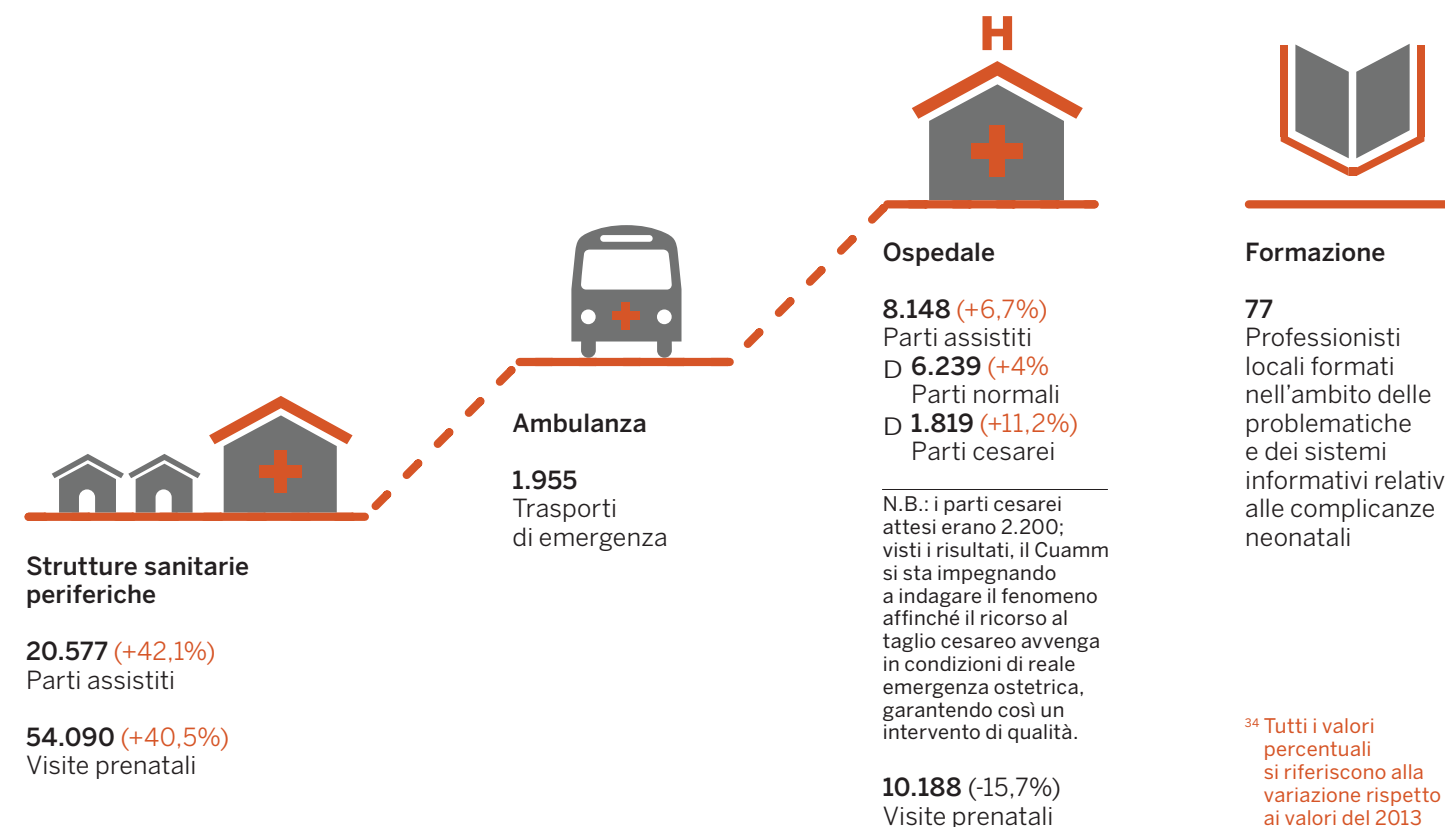 Strutture sanitarie
periferiche
20.577 (+42,1%)
Parti assistiti
54.090 (+40,5%)
Visite prenatali
Ambulanza
1.955
Trasporti
di emergenza
H
Ospedale
8.148 (+6,7%)
Parti assistiti
D 6.239 (+4%
Parti normali
D 1.819 (+11,2%)
Parti cesarei
N.B.: i parti cesarei
attesi erano 2.200;
visti i risultati, il Cuamm
si sta impegnando
a indagare il fenomeno
affinché il ricorso al
taglio cesareo avvenga
in condizioni di reale
emergenza ostetrica,
garantendo così un
intervento di qualità.
10.188 (-15,7%)
Visite prenatali
Formazione
77
Professionisti
locali formati
nell'ambito delle
problematiche
e dei sistemi
informativi relativ
alle complicanze
neonatali
34 Tutti i valori
percentuali
si riferiscono alla
variazione rispetto
ai valori del 2013